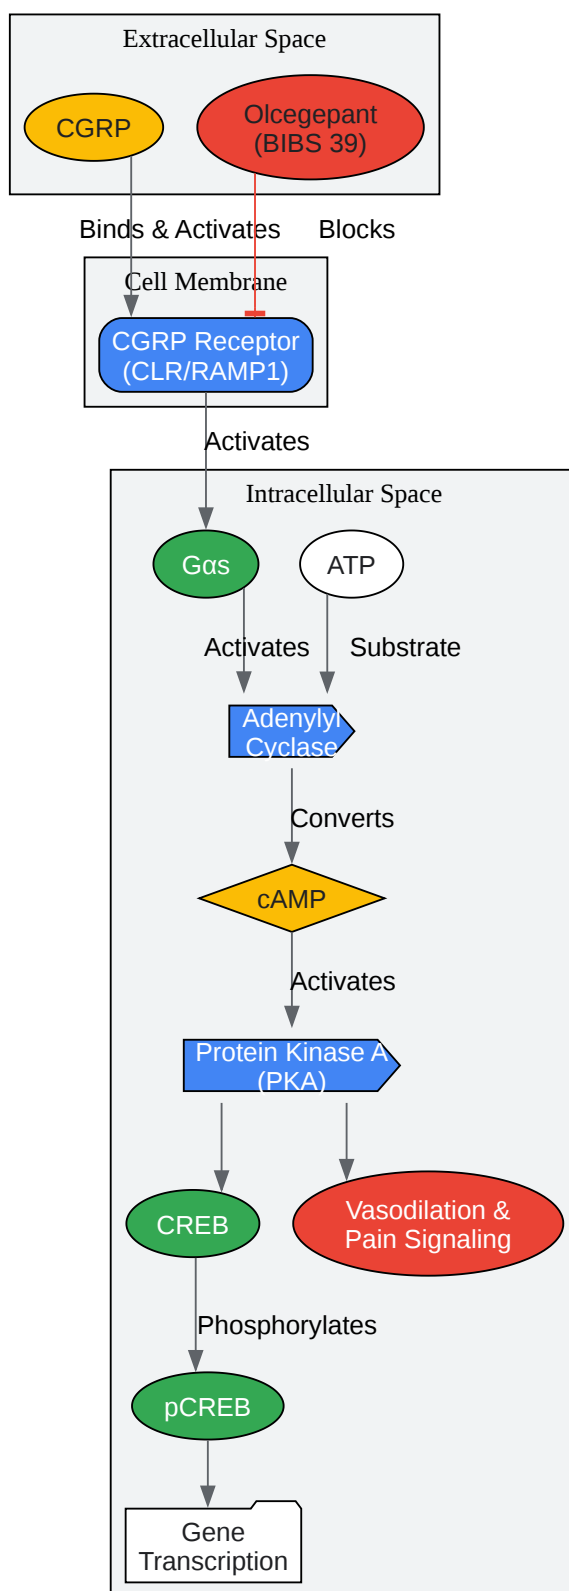 Extracellular Space
CGRP
Olcegepant
(BIBS 39)
Binds & Activates
Blocks
Cell Membrane
CGRP Receptor
(CLR/RAMP1)
Activates
Intracellular Space
Gαs
ATP
Activates
Substrate
Adenylyl
Cyclase
Converts
cAMP
Activates
Protein Kinase A
(PKA)
CREB
Vasodilation &
Pain Signaling
Phosphorylates
pCREB
Gene
Transcription